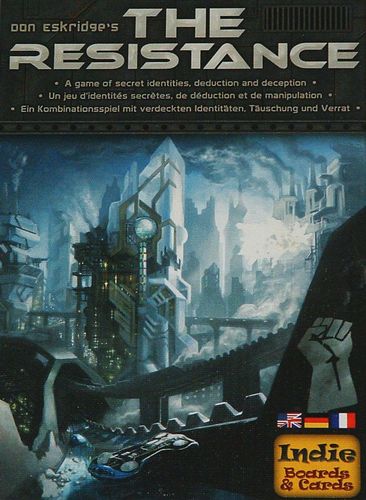 Don Eskridge's
THE
RESISTANCE
• A game of secret identities, deduction and deception •
• Un jeu d'identités secrètes, de déduction et de manipulation •
• Ein Kombinationsspiel mit verdeckten Identitäten, Täuschung und Verrat •
Indie
Boards
& Cards